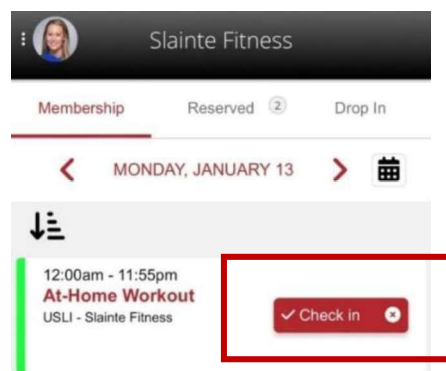 Slainte Fitness
Membership Reserved 2 Drop In
MONDAY, JANUARY 13
12:00am - 11:55pm
At-Home Workout
USLI - Slainte Fitness
Check in